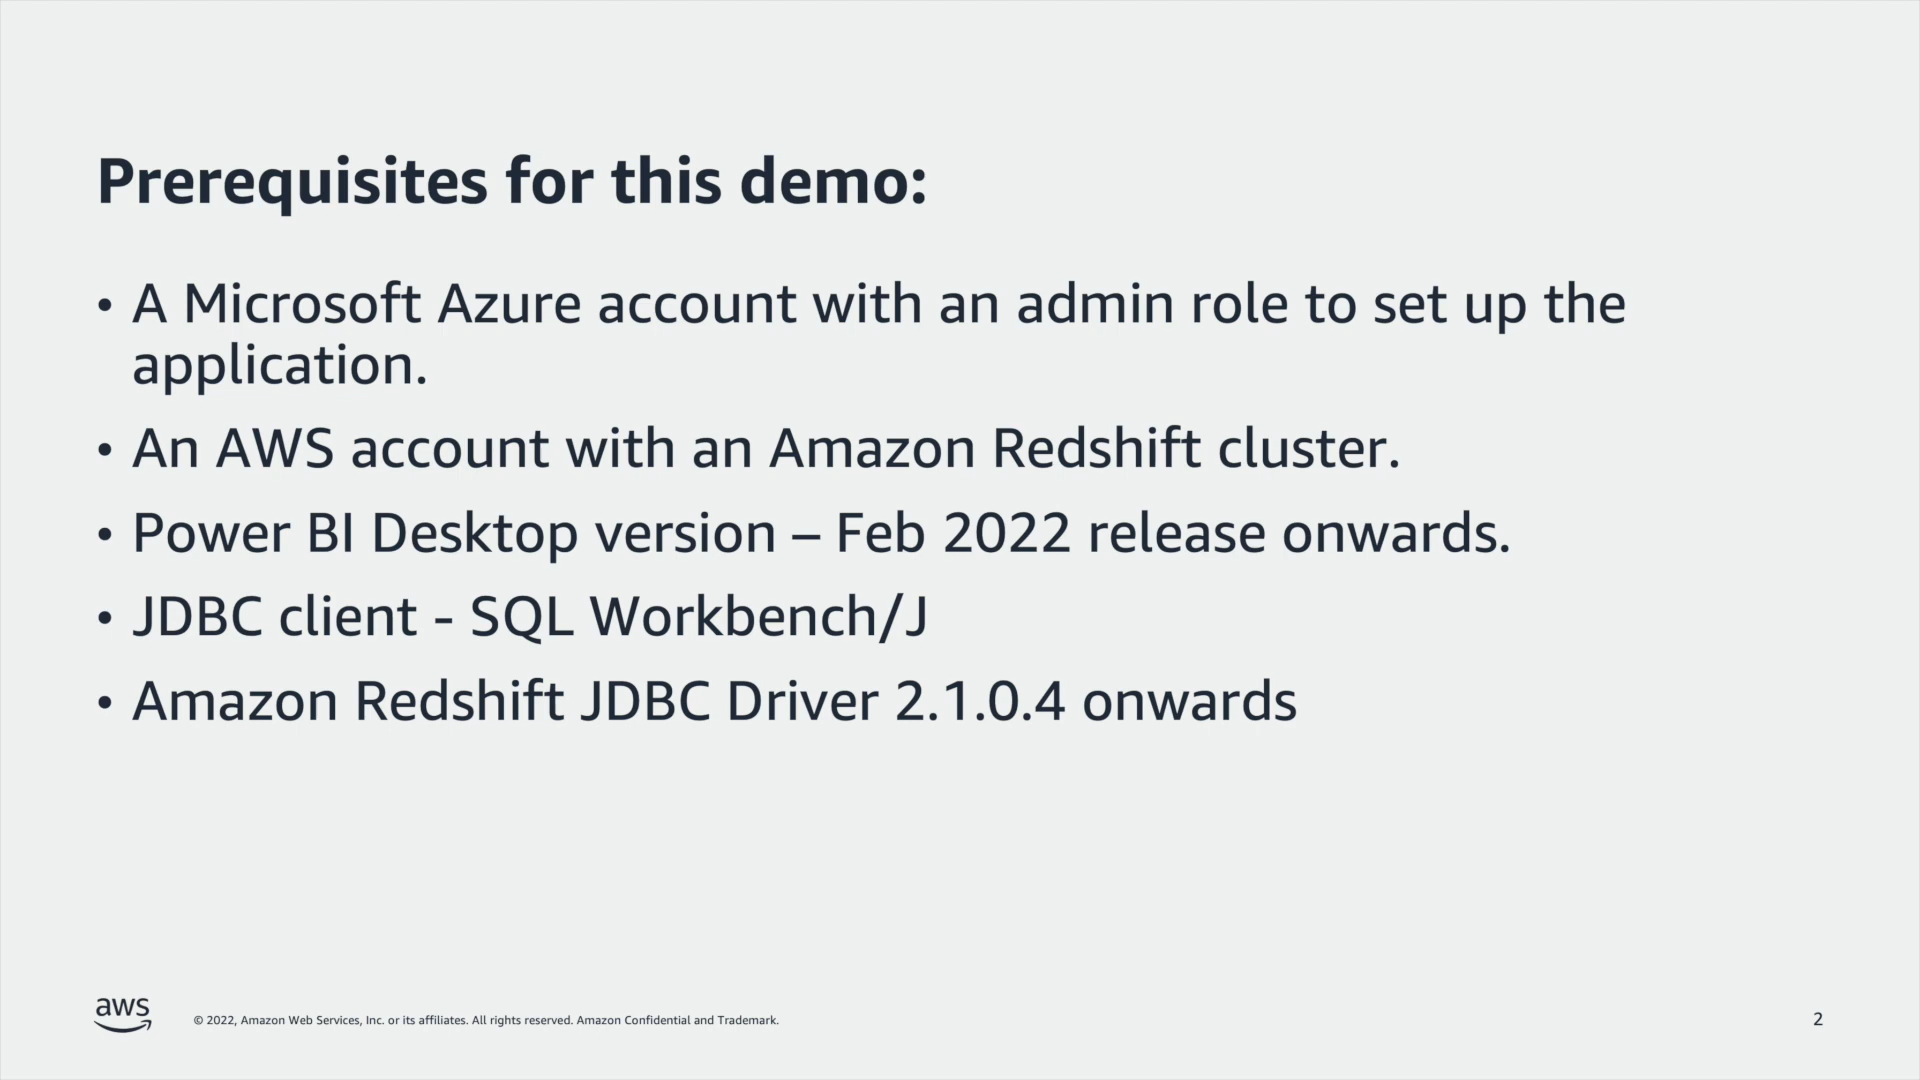 Prerequisites for this demo:
• A Microsoft Azure account with an admin role to set up the
application.
• An AWS account with an Amazon Redshift cluster.
• Power BI Desktop version – Feb 2022 release onwards.
• JDBC client - SQL Workbench/J
• Amazon Redshift JDBC Driver 2.1.0.4 onwards
aws
© 2022, Amazon Web Services, Inc. or its affiliates. All rights reserved. Amazon Confidential and Trademark.
2